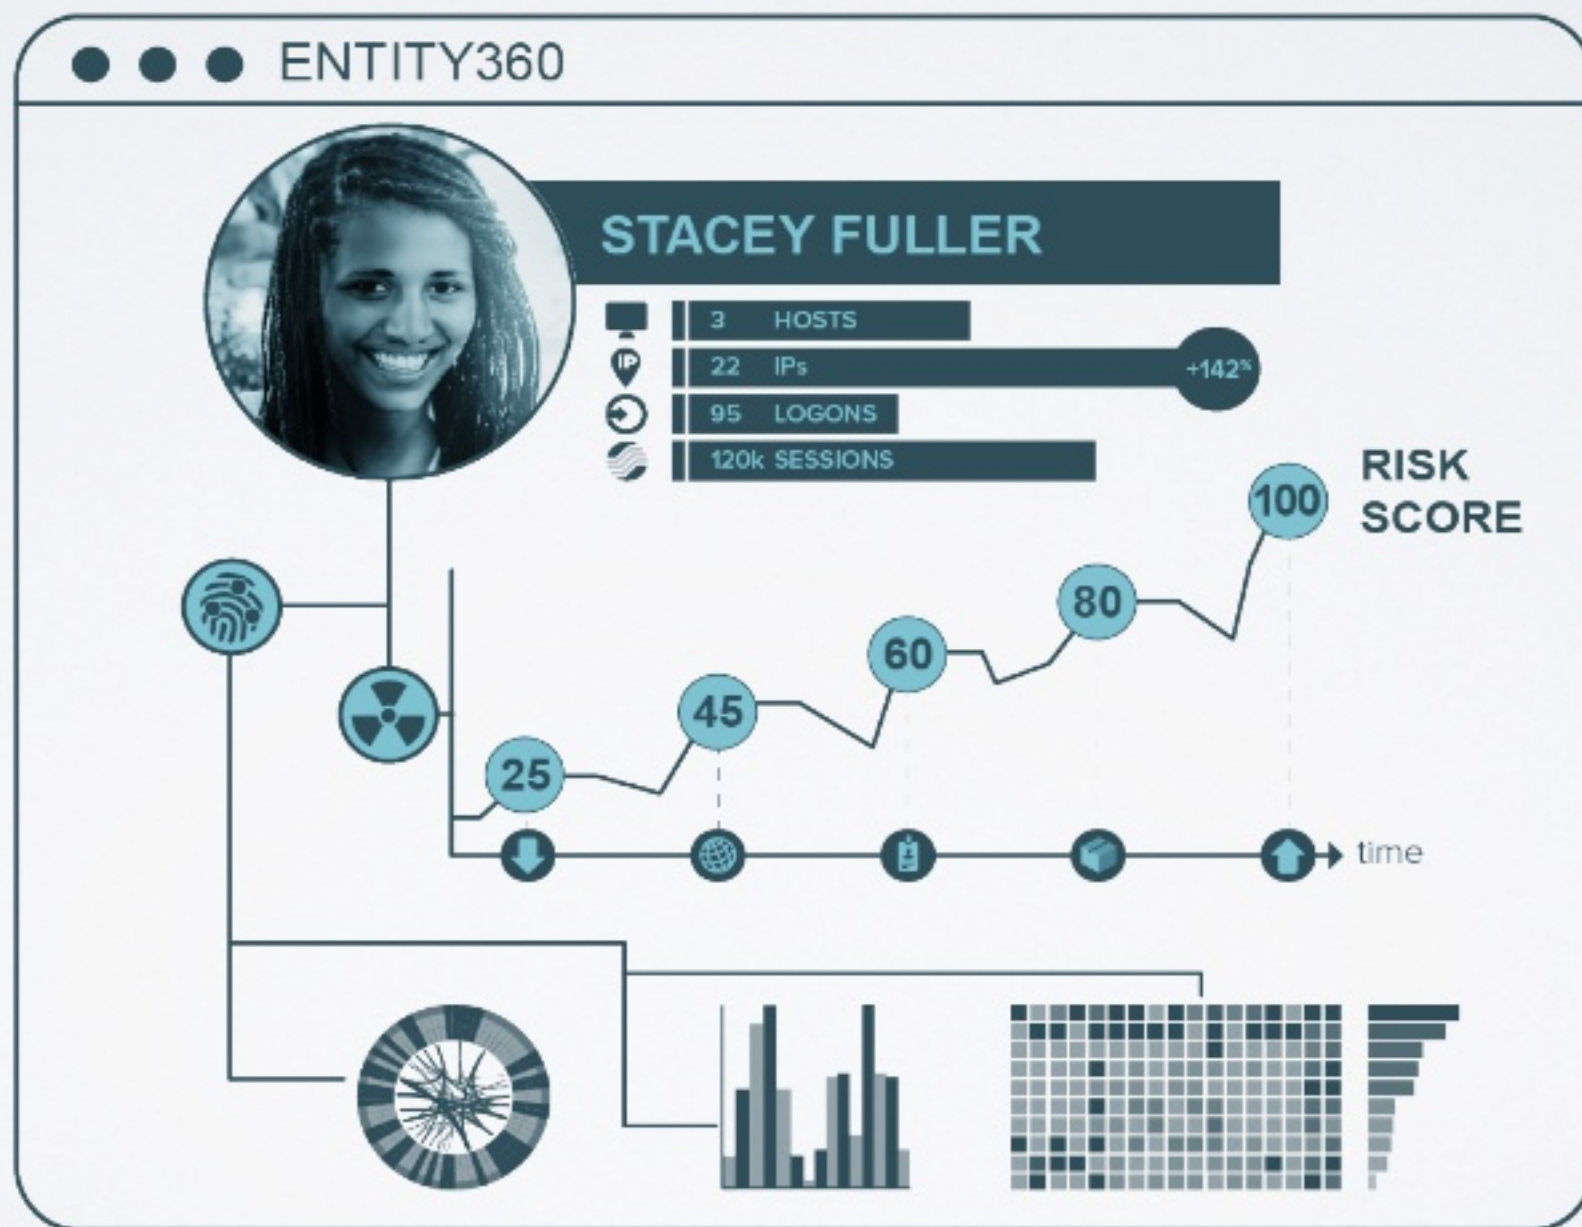 ENTITY360
STACEY FULLER
3 HOSTS
22 IPs
IP
+142%
95 LOGONS
120k SESSIONS
RISK
SCORE
100
80
60
45
25
time